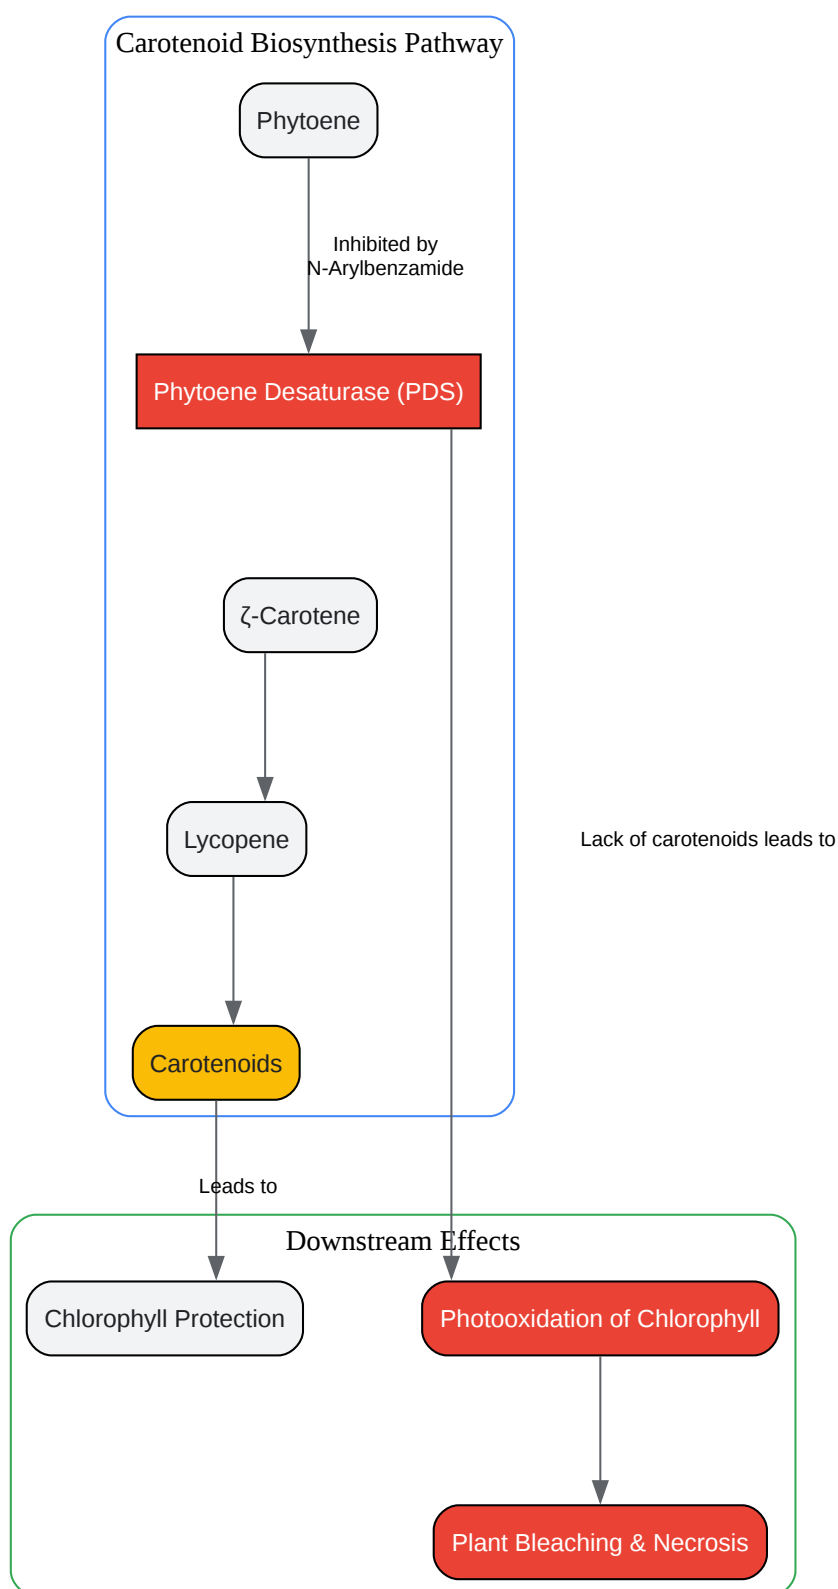 Carotenoid Biosynthesis Pathway
Phytoene
Inhibited by
N-Arylbenzamide
Phytoene Desaturase (PDS)
ζ-Carotene
Lycopene
Lack of carotenoids leads to
Carotenoids
Leads to
Downstream Effects
Chlorophyll Protection
Photooxidation of Chlorophyll
Plant Bleaching & Necrosis